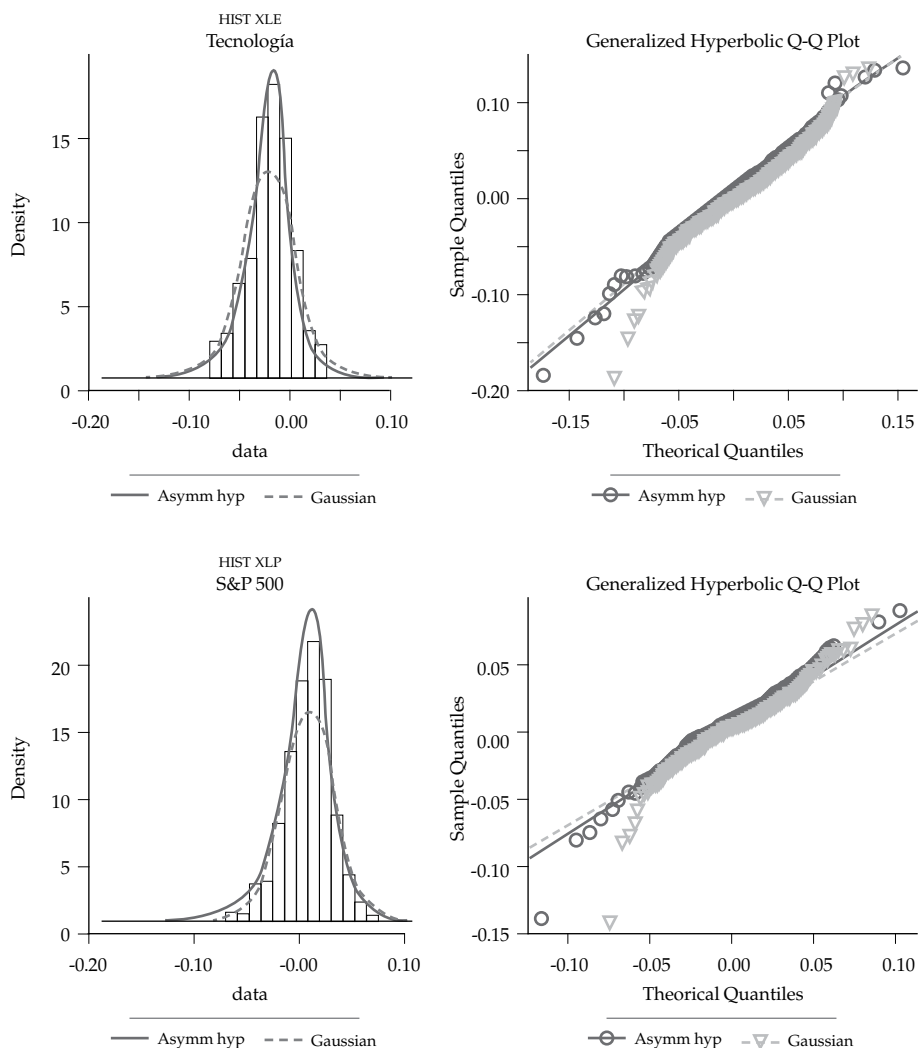 HIST XLE
Tecnología
Density
15
10
5
0
-0.20
-0.10
0.00
0.10
data
Asymm hyp
Gaussian
Generalized Hyperbolic Q-Q Plot
Sample Quantiles
0.10
0.00
-0.10
-0.20
-0.15
-0.05
0.05
0.15
Theorical Quantiles
Asymm hyp
Gaussian
HIST XLP
S&P 500
Density
20
15
10
5
0
-0.20
-0.10
-0.00
0.10
data
Asymm hyp
Gaussian
Generalized Hyperbolic Q-Q Plot
Sample Quantiles
0.05
0.00
-0.05
-0.10
-0.15
-0.10
-0.05
0.00
0.05
0.10
Theorical Quantiles
Asymm hyp
Gaussian